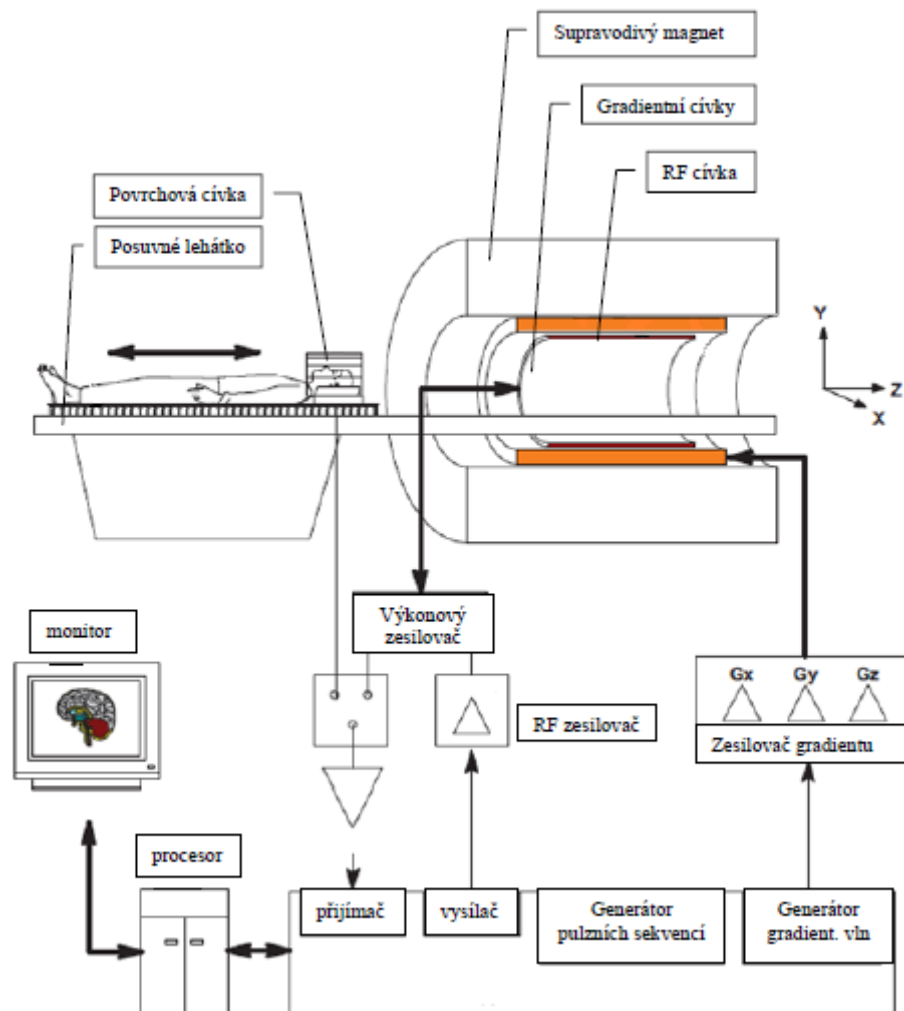 Supravodivý magnet
Gradientní cívky
RF cívka
Povrchová cívka
Posuvné lehátko
Y
Z
X
Výkonový
zesilovač
monitor
Gx Gy Gz
RF zesilovač
Zesilovač gradientu
procesor
přijímač
vysílač
Generátor
pulzních sekvencí
Generátor
gradient. vln